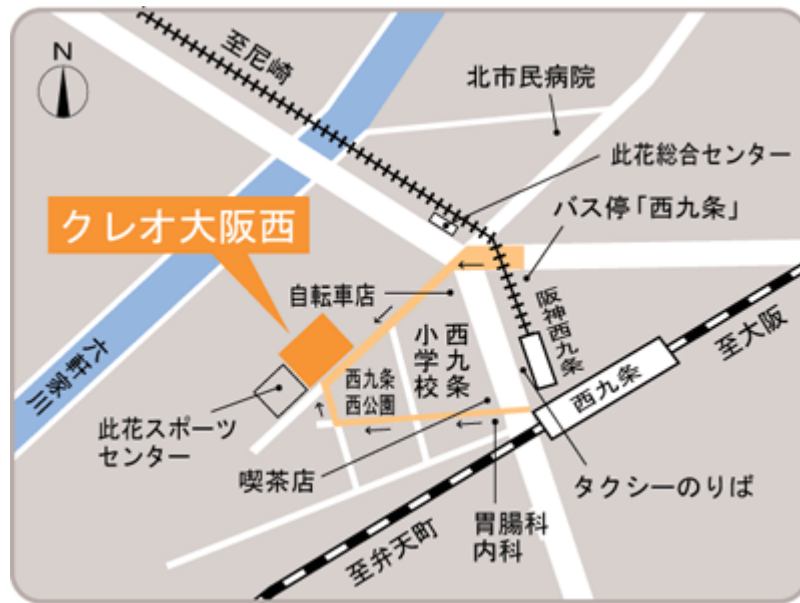 N
至尼崎
北市民病院
此花総合センター
バス停「西九条」
クレオ大阪西
自転車店
阪神西九条
西九条
小学校
至大阪
六軒家川
西九条
西公園
西九条
此花スポーツ
センター
喫茶店
タクシーのりば
胃腸科
内科
至弁天町